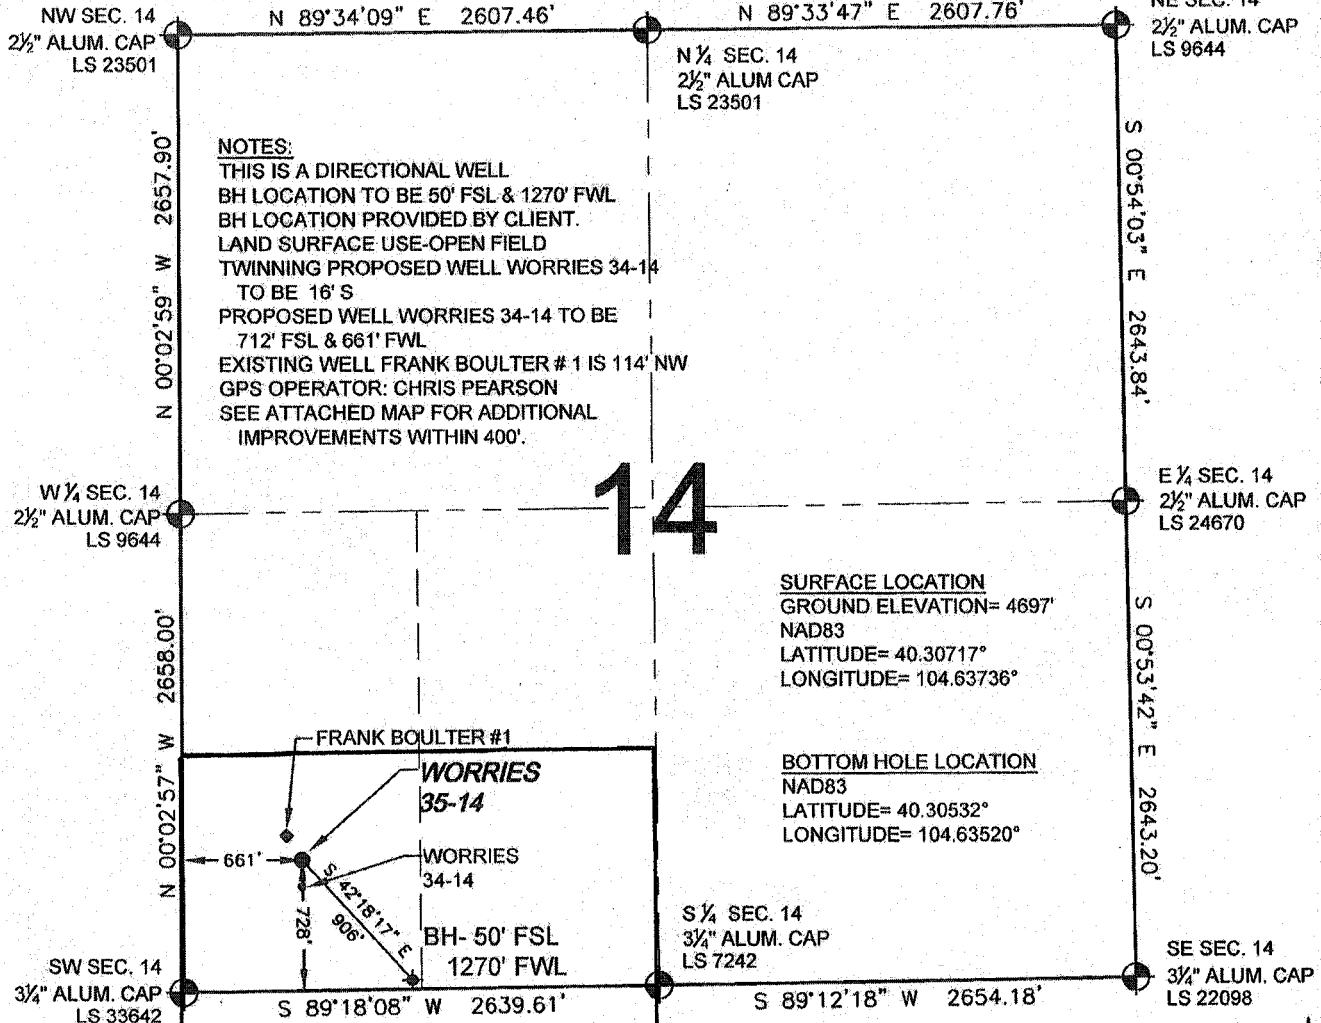 NW SEC. 14
2½" ALUM. CAP
LS 23501
N 89°34'09" E 2607.46'
N 89°33'47" E 2607.76'
NE SEC. 14
2½" ALUM. CAP
LS 9644
N ¼ SEC. 14
2½" ALUM CAP
LS 23501
N 00°02'59" W 2657.90'
S 00°54'03" E 2643.84'
NOTES:
THIS IS A DIRECTIONAL WELL
BH LOCATION TO BE 50' FSL & 1270' FWL
BH LOCATION PROVIDED BY CLIENT.
LAND SURFACE USE-OPEN FIELD
TWINNING PROPOSED WELL WORRIES 34-14
TO BE 16' S
PROPOSED WELL WORRIES 34-14 TO BE
712' FSL & 661' FWL
EXISTING WELL FRANK BOULTER # 1 IS 114' NW
GPS OPERATOR: CHRIS PEARSON
SEE ATTACHED MAP FOR ADDITIONAL
IMPROVEMENTS WITHIN 400'.
14
W ¼ SEC. 14
2½" ALUM. CAP
LS 9644
E ¼ SEC. 14
2½" ALUM. CAP
LS 24670
SURFACE LOCATION
GROUND ELEVATION= 4697'
NAD83
LATITUDE= 40.30717°
LONGITUDE= 104.63736°
N 00°02'57" W 2658.00'
S 00°53'42" E 2643.20'
BOTTOM HOLE LOCATION
NAD83
LATITUDE= 40.30532°
LONGITUDE= 104.63520°
FRANK BOULTER #1
WORRIES
35-14
661'
WORRIES
34-14
728'
S 42°18'17" E
906'
BH- 50' FSL
1270' FWL
S ¼ SEC. 14
3¼" ALUM. CAP
LS 7242
SW SEC. 14
3¼" ALUM. CAP
LS 33642
S 89°18'08" W 2639.61'
S 89°12'18" W 2654.18'
SE SEC. 14
3¼" ALUM. CAP
LS 22098